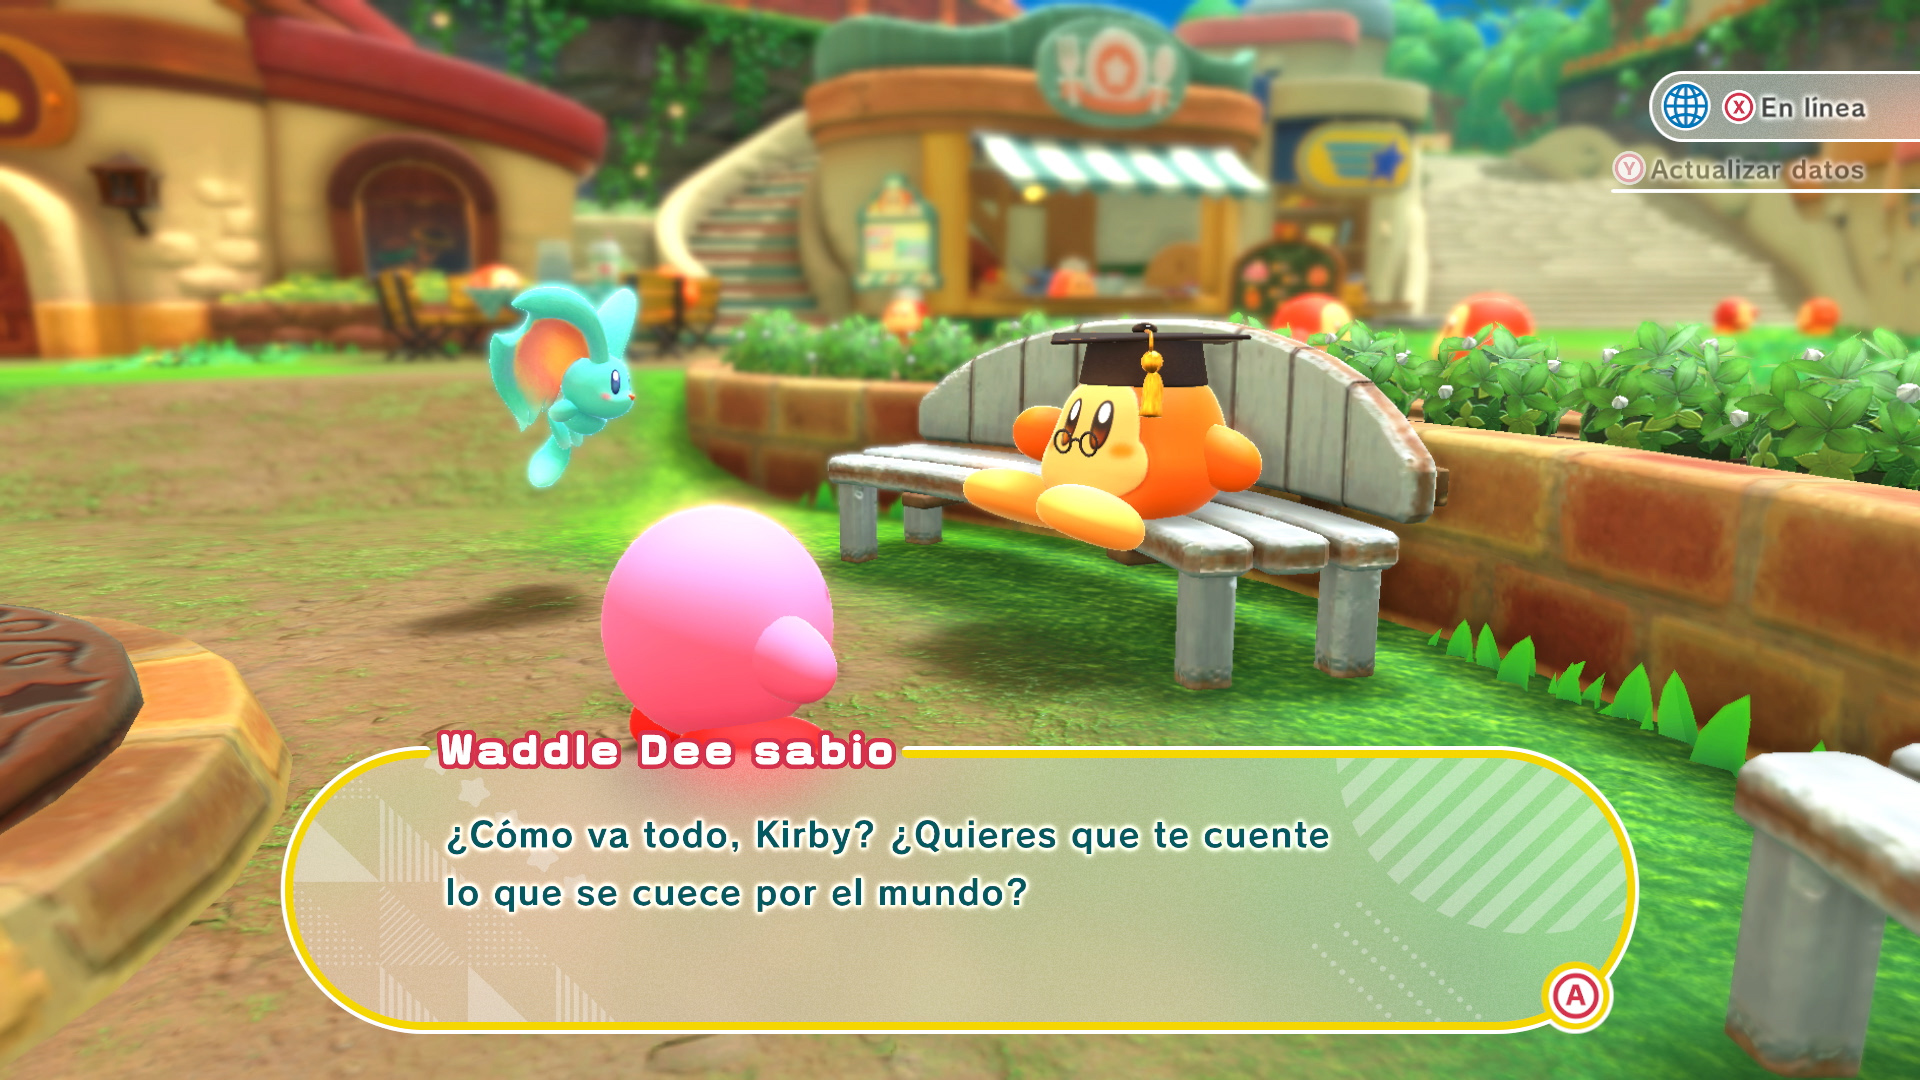 X En línea
Y Actualizar datos
Waddle Dee sabio
¿Cómo va todo, Kirby? ¿Quieres que te cuente
lo que se cuece por el mundo?
A